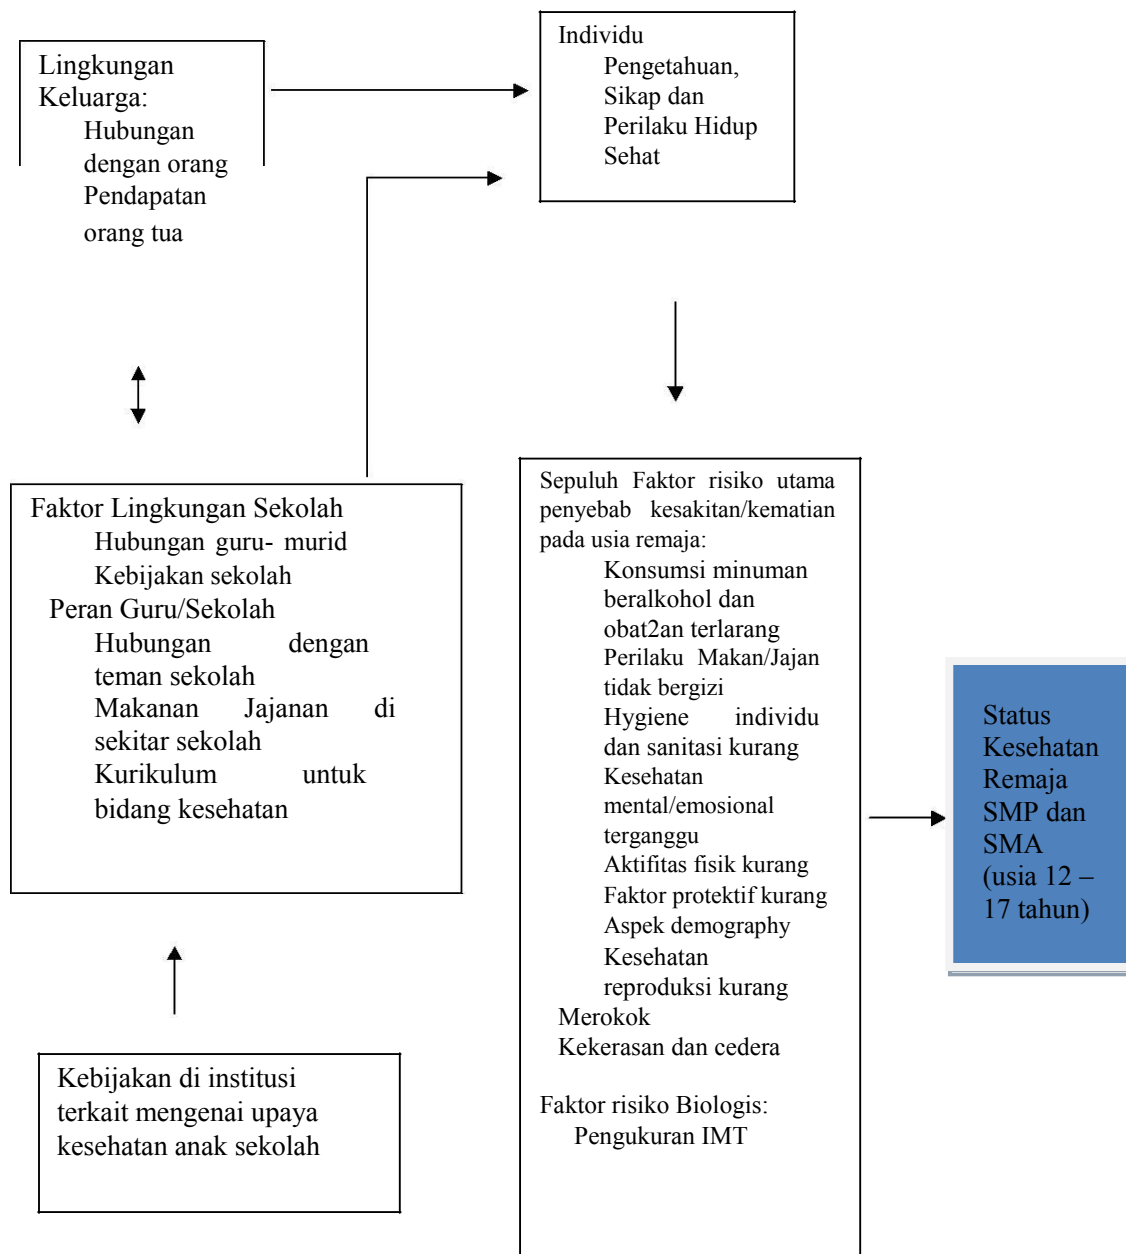 Lingkungan
Keluarga:
Hubungan
dengan orang
Pendapatan
orang tua
Individu
Pengetahuan,
Sikap dan
Perilaku Hidup
Sehat
Faktor Lingkungan Sekolah
Hubungan guru- murid
Kebijakan sekolah
Peran Guru/Sekolah
Hubungan dengan
teman sekolah
Makanan Jajanan di
sekitar sekolah
Kurikulum untuk
bidang kesehatan
Kebijakan di institusi
terkait mengenai upaya
kesehatan anak sekolah
Sepuluh Faktor risiko utama
penyebab kesakitan/kematian
pada usia remaja:
Konsumsi minuman
beralkohol dan
obat2an terlarang
Perilaku Makan/Jajan
tidak bergizi
Hygiene individu
dan sanitasi kurang
Kesehatan
mental/emosional
terganggu
Aktifitas fisik kurang
Faktor protektif kurang
Aspek demography
Kesehatan
reproduksi kurang
Merokok
Kekerasan dan cedera
Faktor risiko Biologis:
Pengukuran IMT
Status
Kesehatan
Remaja
SMP dan
SMA
(usia 12 –
17 tahun)